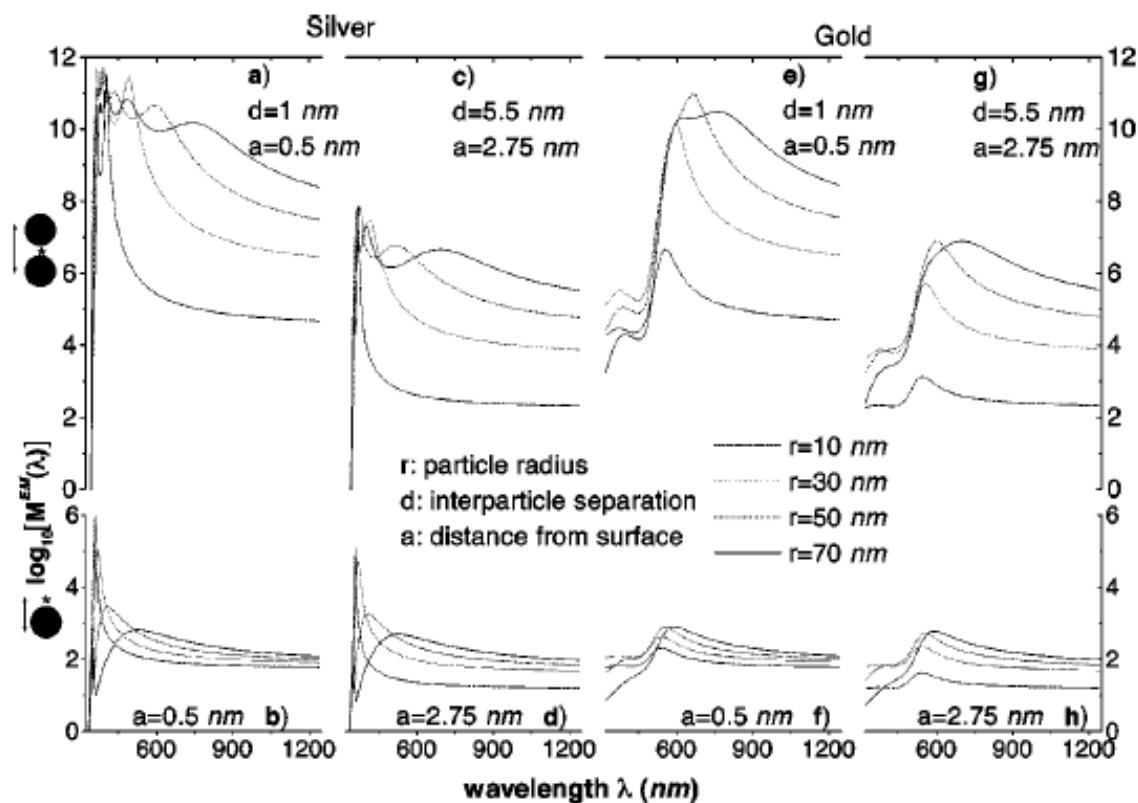 Silver
Gold
12
10
8
6
4
2
0
a)
d=1 nm
a=0.5 nm
c)
d=5.5 nm
a=2.75 nm
e)
d=1 nm
a=0.5 nm
g)
d=5.5 nm
a=2.75 nm
12
10
8
6
4
2
0
r: particle radius
d: interparticle separation
a: distance from surface
r=10 nm
r=30 nm
r=50 nm
r=70 nm
log10[M^EM(λ)]
6
4
2
0
*
*
a=0.5 nm b)
a=2.75 nm d)
a=0.5 nm f)
a=2.75 nm h)
6
4
2
0
600 900 1200 600 900 1200 600 900 1200 600 900 1200
wavelength λ (nm)